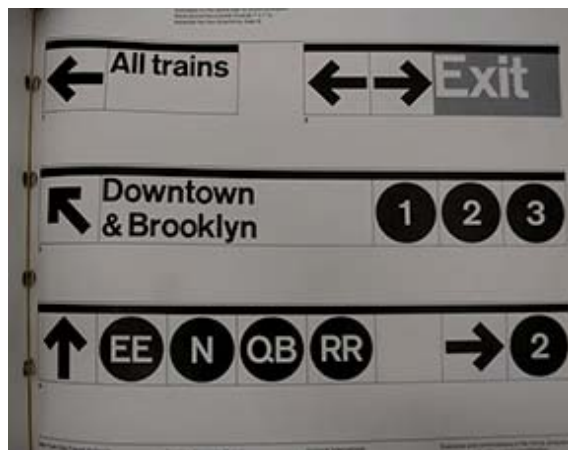 All trains
Exit
Downtown
& Brooklyn
1 2 3
EE N QB RR 2